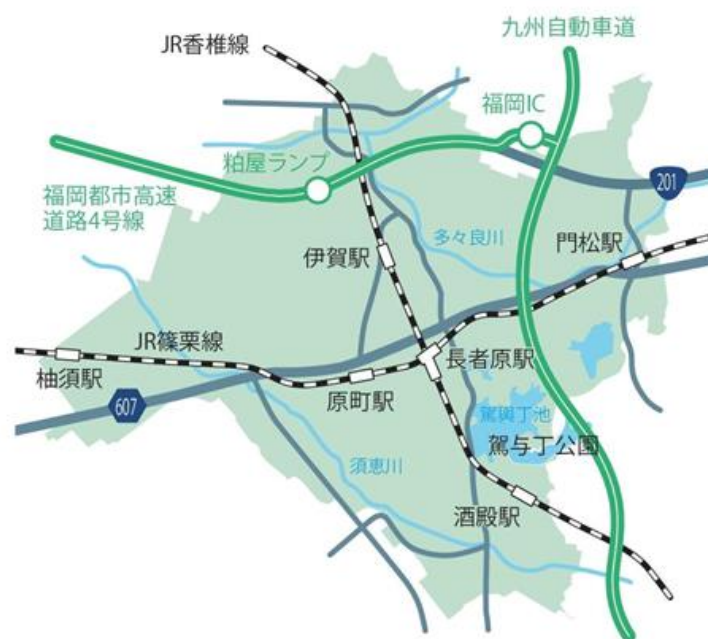 九州自動車道
JR香椎線
福岡IC
粕屋ランプ
201
福岡都市高速
道路4号線
多々良川
門松駅
伊賀駅
JR篠栗線
長者原駅
柚須駅
原町駅
607
駕輿丁池
駕与丁公園
須恵川
酒殿駅